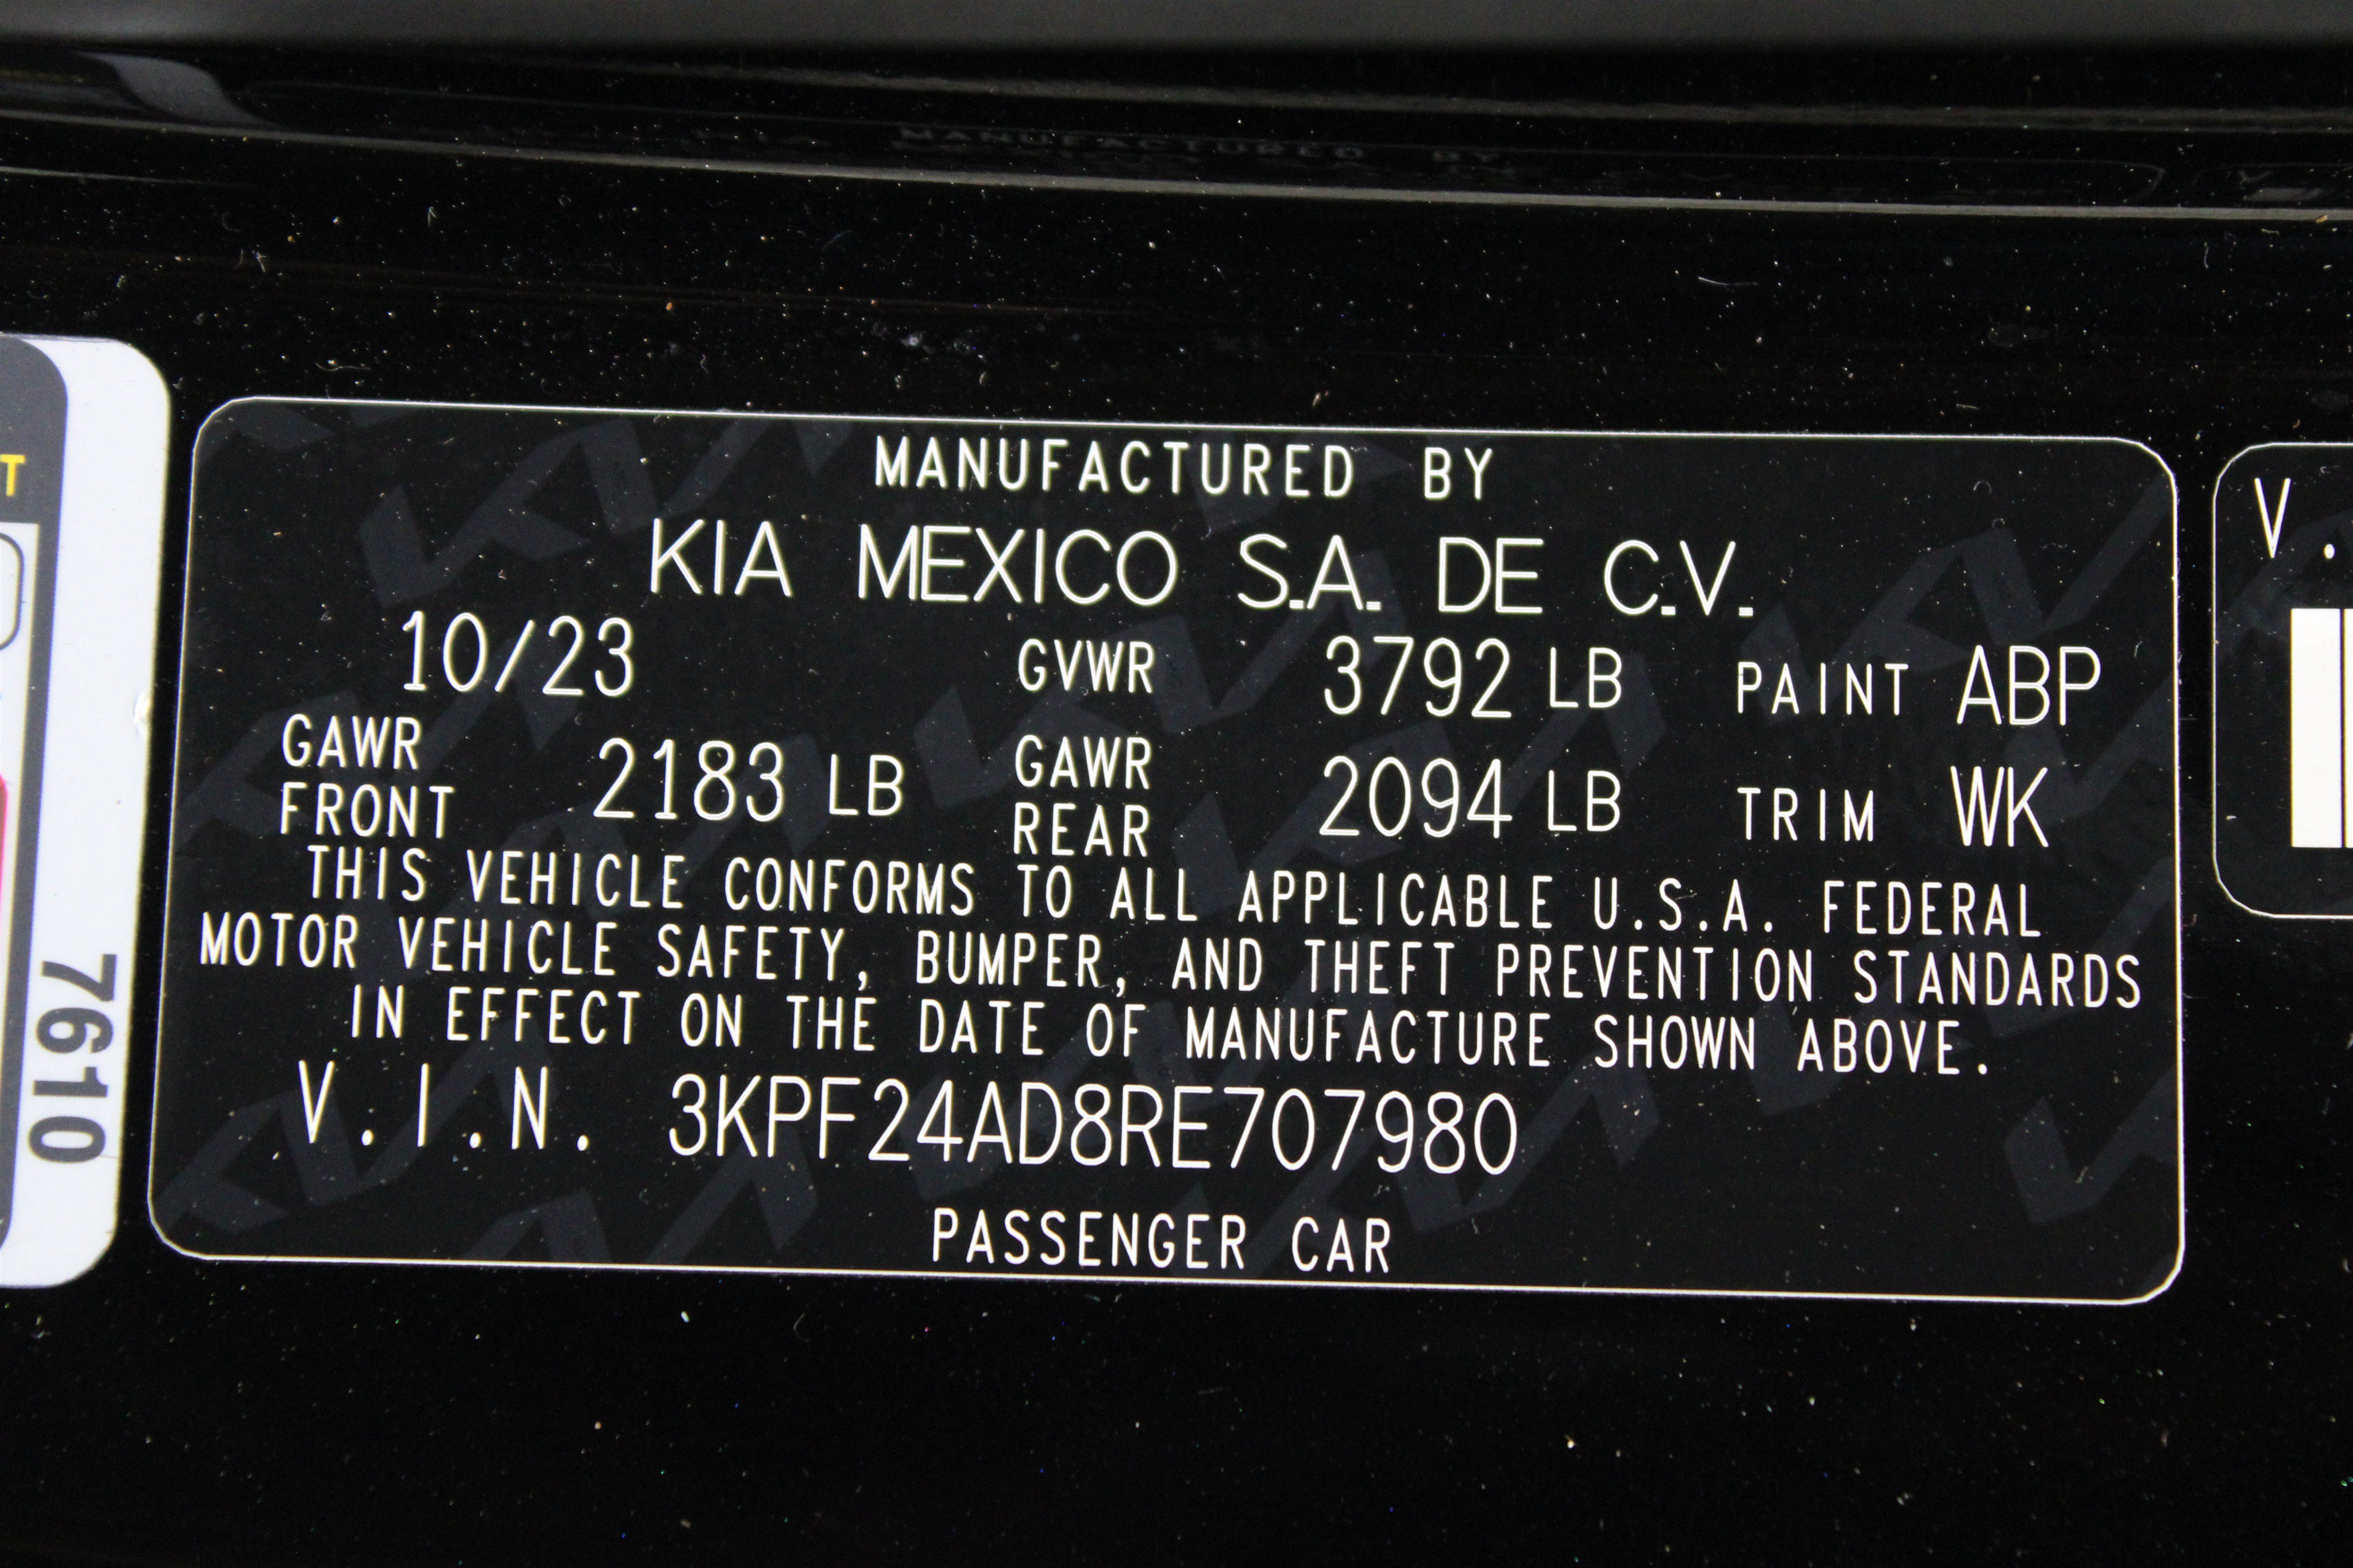 MANUFACTURED BY
KIA MEXICO S.A. DE C.V.
10/23 GVWR 3792 LB PAINT ABP
GAWR FRONT 2183 LB GAWR REAR 2094 LB TRIM WK
THIS VEHICLE CONFORMS TO ALL APPLICABLE U.S.A. FEDERAL
MOTOR VEHICLE SAFETY, BUMPER, AND THEFT PREVENTION STANDARDS
IN EFFECT ON THE DATE OF MANUFACTURE SHOWN ABOVE.
V.I.N. 3KPF24AD8RE707980
PASSENGER CAR
T
7610
V.